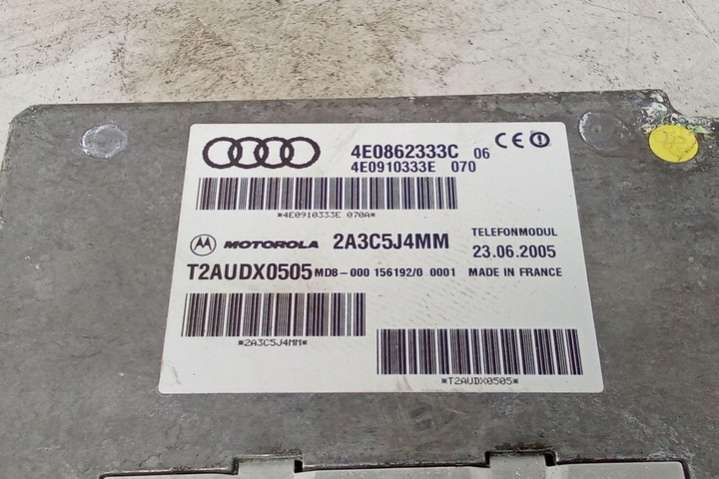 4E0862333C 06
4E0910333E 070
CE
*4E0910333E 070A*
MOTOROLA 2A3C5J4MM
TELEFONMODUL
23.06.2005
T2AUDX0505 MD8-000 156192/0 0001 MADE IN FRANCE
*2A3C5J4MM*
*T2AUDX0505*